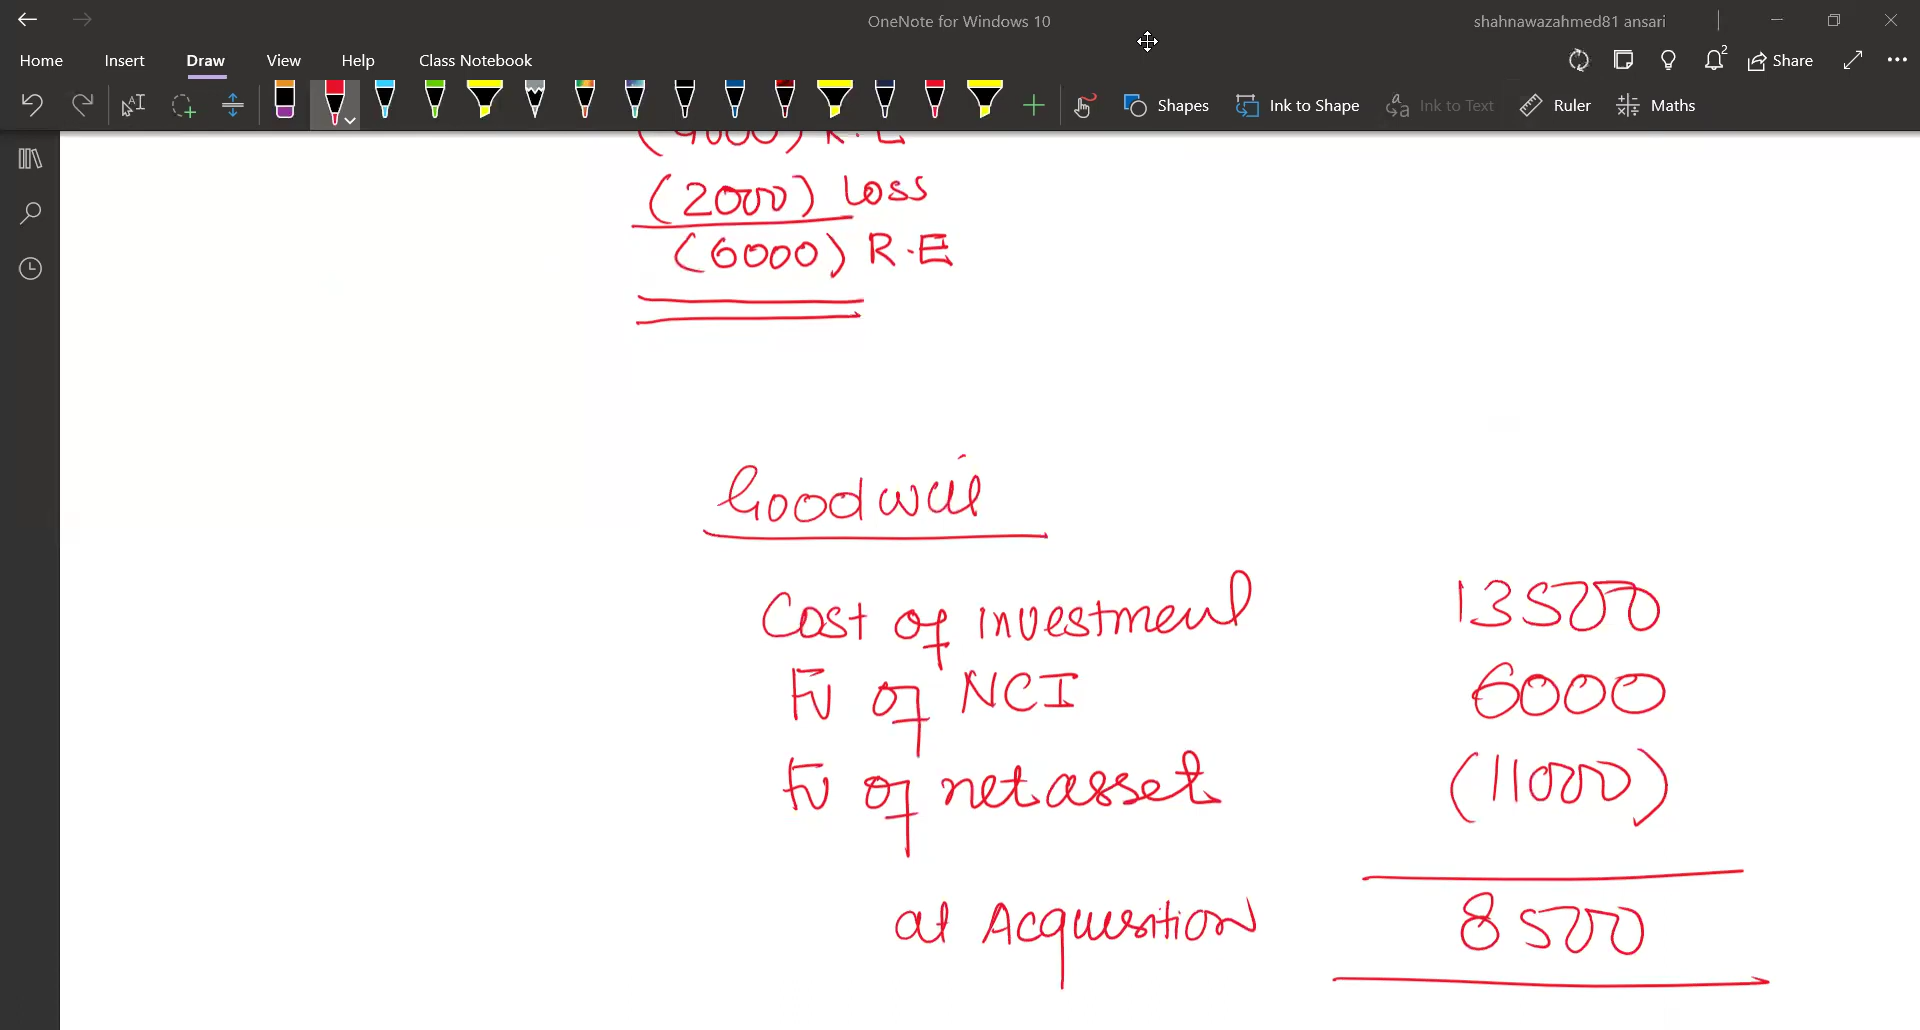 OneNote for Windows 10
shahnawazahmed81 ansari
Home Insert Draw View Help Class Notebook
2
Share
Shapes Ink to Shape Ink to Text Ruler Maths
(2000) Loss
(6000) R.E
Goodwill
Cost of investment 13500
FV of NCI 6000
FV of net asset (11000)
at Acquisition 8500